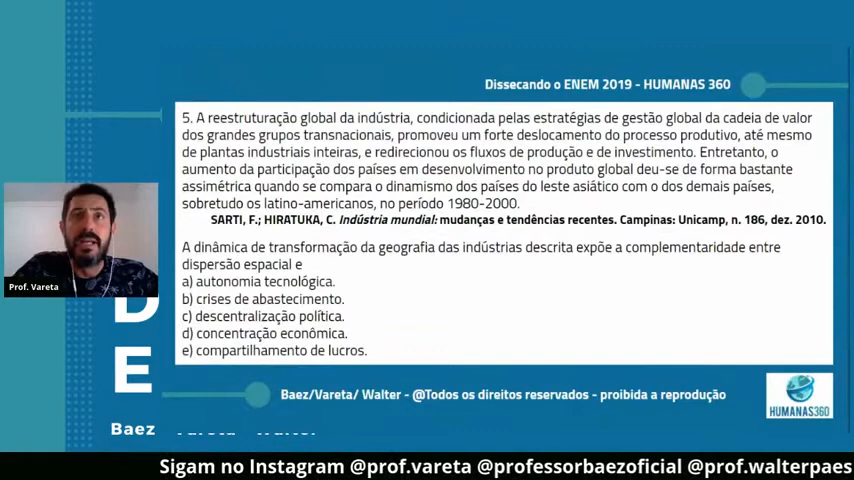 Dissecando o ENEM 2019 - HUMANAS 360
5. A reestruturação global da indústria, condicionada pelas estratégias de gestão global da cadeia de valor
dos grandes grupos transnacionais, promoveu um forte deslocamento do processo produtivo, até mesmo
de plantas industriais inteiras, e redirecionou os fluxos de produção e de investimento. Entretanto, o
aumento da participação dos países em desenvolvimento no produto global deu-se de forma bastante
assimétrica quando se compara o dinamismo dos países do leste asiático com o dos demais países,
sobretudo os latino-americanos, no período 1980-2000.
SARTI, F.; HIRATUKA, C. Indústria mundial: mudanças e tendências recentes. Campinas: Unicamp, n. 186, dez. 2010.
A dinâmica de transformação da geografia das indústrias descrita expõe a complementaridade entre
dispersão espacial e
a) autonomia tecnológica.
b) crises de abastecimento.
c) descentralização política.
d) concentração econômica.
e) compartilhamento de lucros.
Prof. Vareta
D
E
Baez/Vareta/ Walter - @Todos os direitos reservados - proibida a reprodução
HUMANAS360
Baez
Sigam no Instagram @prof.vareta @professorbaezoficial @prof.walterpaes